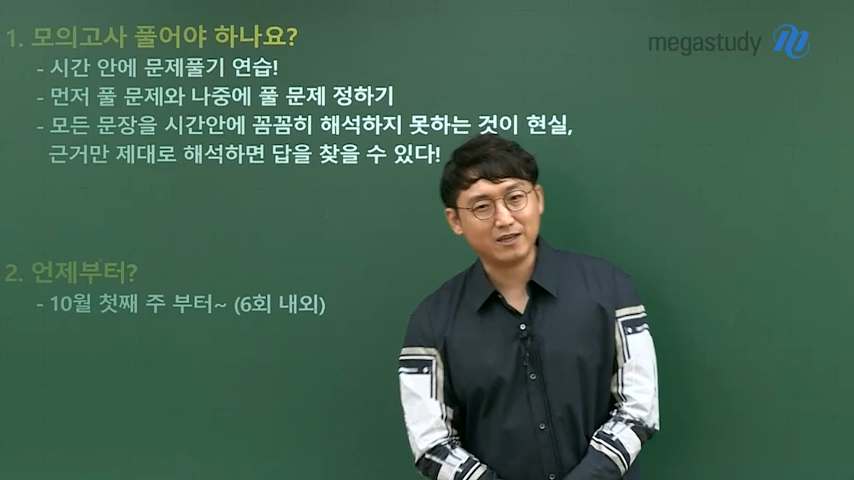 1. 모의고사 풀어야 하나요?
megastudy
- 시간 안에 문제풀기 연습!
- 먼저 풀 문제와 나중에 풀 문제 정하기
- 모든 문장을 시간안에 꼼꼼히 해석하지 못하는 것이 현실,
근거만 제대로 해석하면 답을 찾을 수 있다!
2. 언제부터?
- 10월 첫째 주 부터~ (6회 내외)